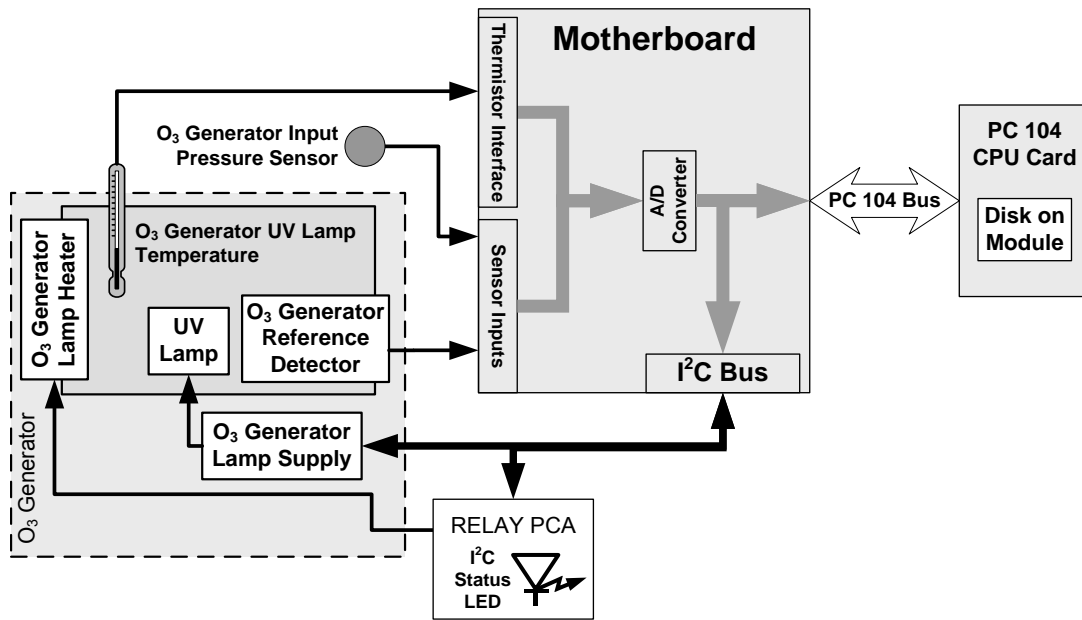 Motherboard
Thermistor Interface
O₃ Generator Input
Pressure Sensor
A/D
Converter
PC 104
CPU Card
PC 104 Bus
Disk on
Module
O₃ Generator UV Lamp
Temperature
O₃ Generator
Lamp Heater
Sensor Inputs
UV
Lamp
O₃ Generator
Reference
Detector
I²C Bus
O₃ Generator
Lamp Supply
O₃ Generator
RELAY PCA
I²C
Status
LED